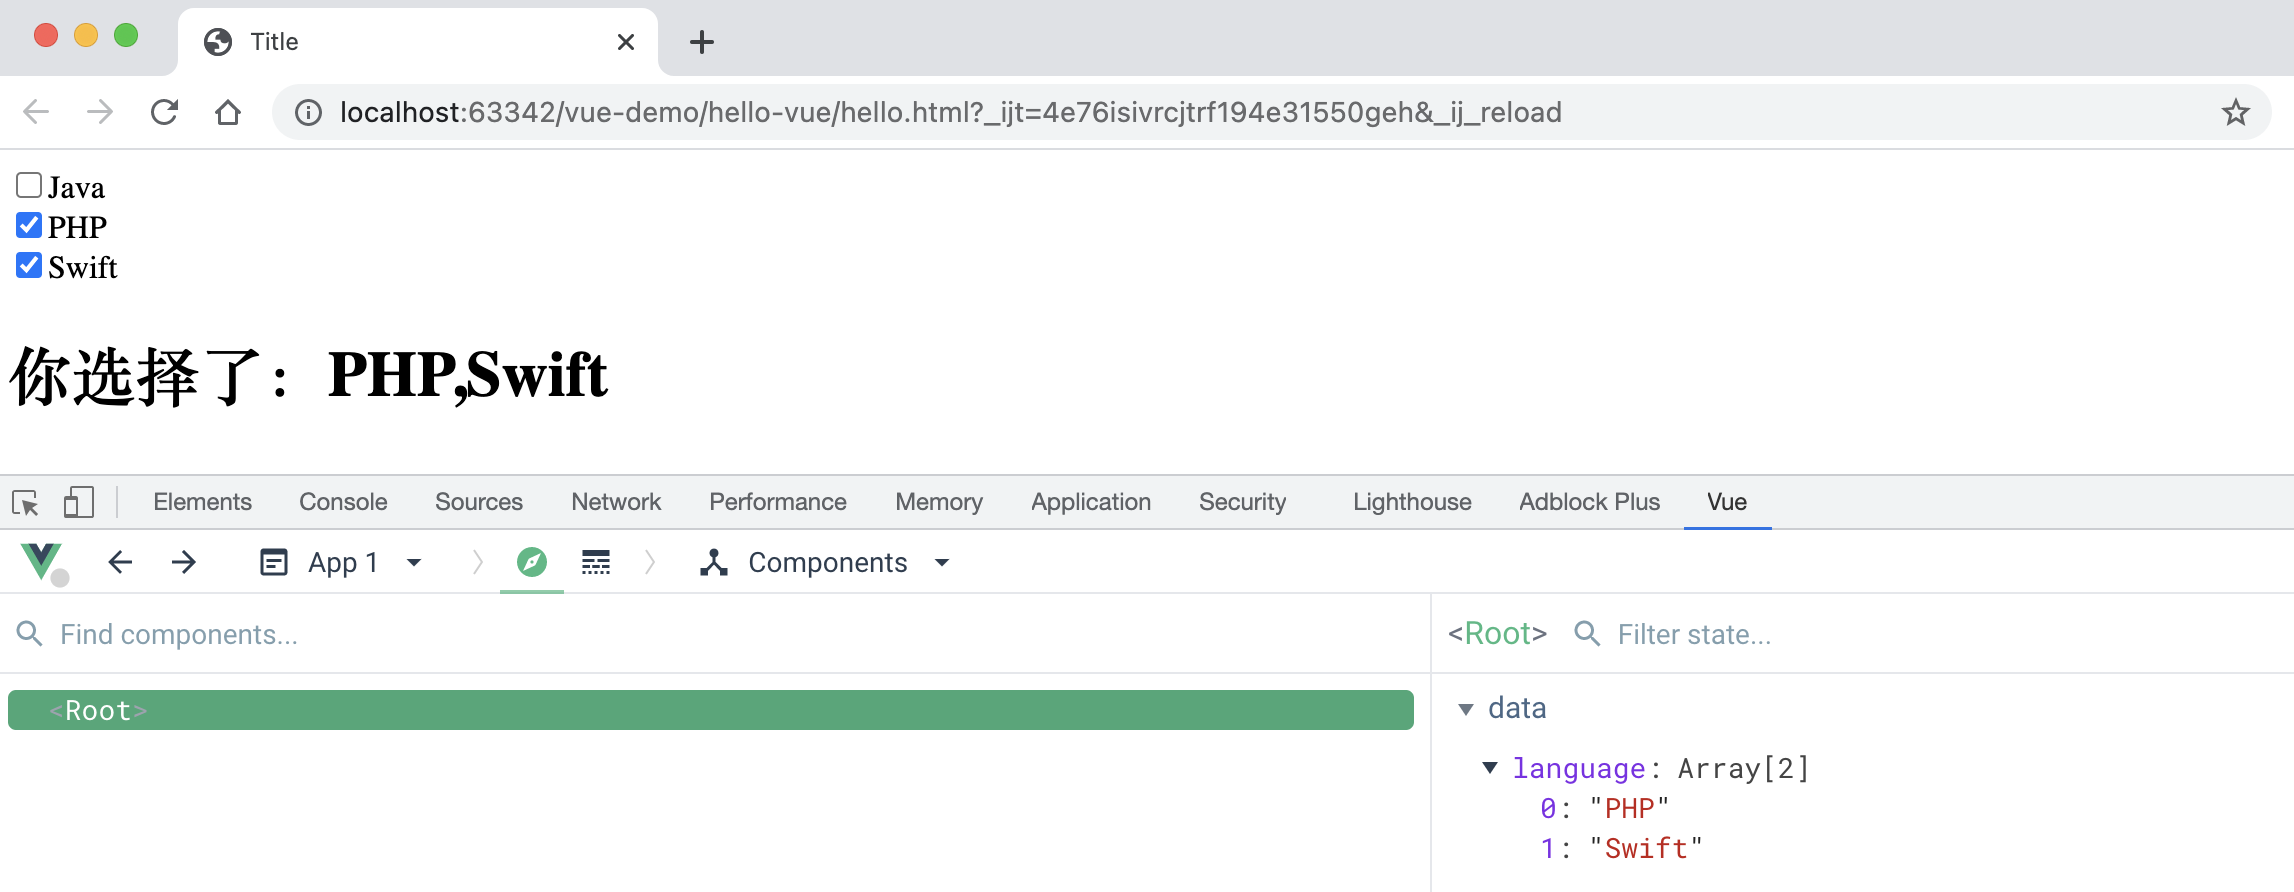 Title
localhost:63342/vue-demo/hello-vue/hello.html?_ijt=4e76isivrcjtrf194e31550geh&_ij_reload
Java
PHP
Swift
你选择了：PHP,Swift
Elements Console Sources Network Performance Memory Application Security Lighthouse Adblock Plus Vue
App 1 Components
Find components...
<Root> Filter state...
<Root>
data
language: Array[2]
0: "PHP"
1: "Swift"